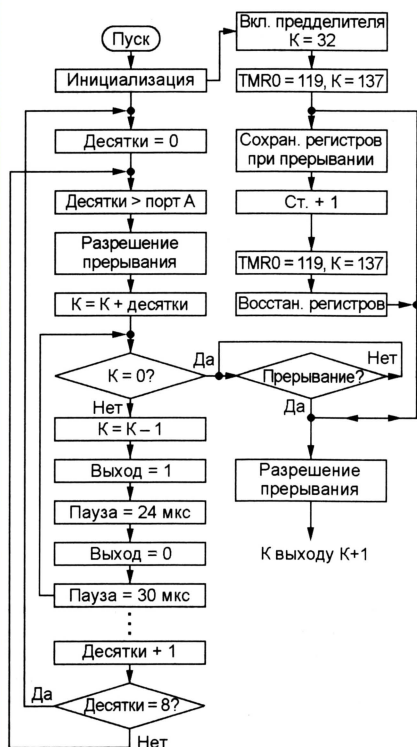 Пуск
Инициализация
Десятки = 0
Десятки > порт А
Разрешение
прерывания
К = К + десятки
К = 0?
Да
Нет
К = К – 1
Выход = 1
Пауза = 24 мкс
Выход = 0
Пауза = 30 мкс
Десятки + 1
Десятки = 8?
Да
Нет
Вкл. предделителя
К = 32
TMR0 = 119, К = 137
Сохран. регистров
при прерывании
Ст. + 1
TMR0 = 119, К = 137
Восстан. регистров
Прерывание?
Нет
Да
Разрешение
прерывания
К выходу К+1